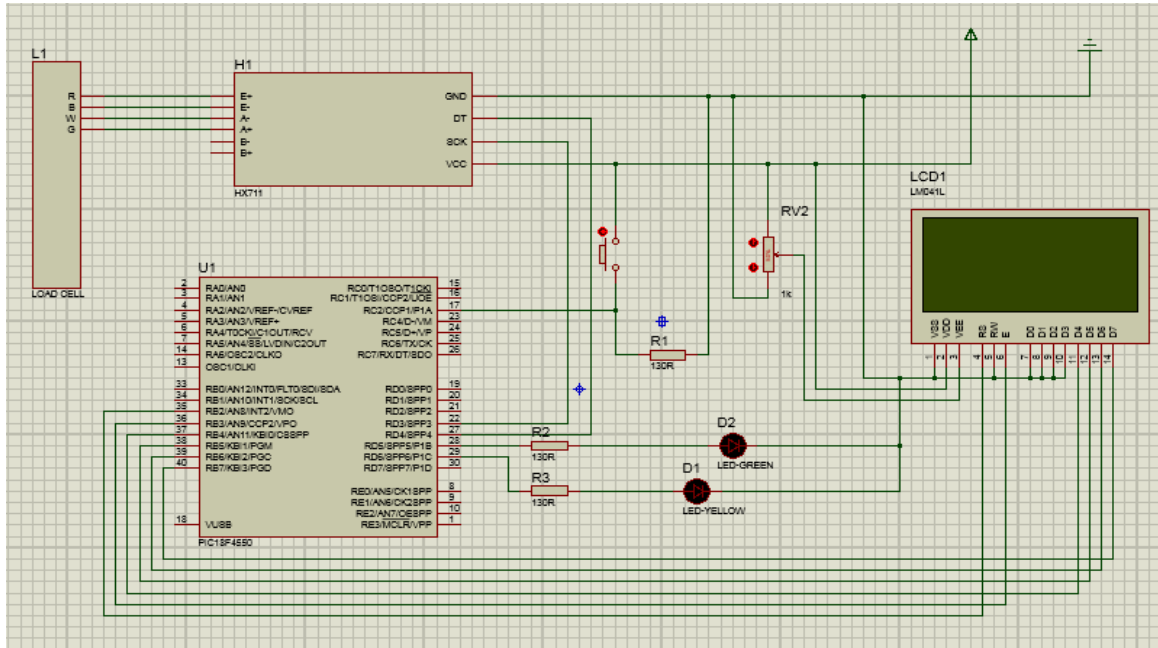 L1
R
B
W
G
LOAD CELL
H1
E+
E-
A-
A+
B-
B+
GND
DT
SCK
VCC
HX711
RV2
1k
LCD1
LM041L
VSS
VDD
VEE
RS
RW
E
D0
D1
D2
D3
D4
D5
D6
D7
1
2
3
4
5
6
7
8
9
10
11
12
13
14
R1
130R
U1
2 RA0/AN0
3 RA1/AN1
4 RA2/AN2/VREF-/CVREF
5 RA3/AN3/VREF+
6 RA4/T0CKI/C1OUT/RCV
7 RA5/AN4/SS/LVDIN/C2OUT
14 RA6/OSC2/CLKO
13 OSC1/CLKI
33 RB0/AN12/INT0/FLT0/SDI/SDA
34 RB1/AN10/INT1/SCK/SCL
35 RB2/AN8/INT2/VMO
36 RB3/AN9/CCP2/VPO
37 RB4/AN11/KBI0/CSSPP
38 RB5/KBI1/PGM
39 RB6/KBI2/PGC
40 RB7/KBI3/PGD
18 VUSB
RC0/T1OSO/T1CKI 15
RC1/T1OSI/CCP2/UOE 16
RC2/CCP1/P1A 17
RC4/D-/VM 23
RC5/D+/VP 24
RC6/TX/CK 25
RC7/RX/DT/SDO 26
RD0/SPP0 19
RD1/SPP1 20
RD2/SPP2 21
RD3/SPP3 22
RD4/SPP4 27
RD5/SPP5/P1B 28
RD6/SPP6/P1C 29
RD7/SPP7/P1D 30
RE0/AN5/CK1SPP 8
RE1/AN6/CK2SPP 9
RE2/AN7/OESPP 10
RE3/MCLR/VPP 1
PIC18F4550
R2
130R
D2
LED-GREEN
R3
130R
D1
LED-YELLOW